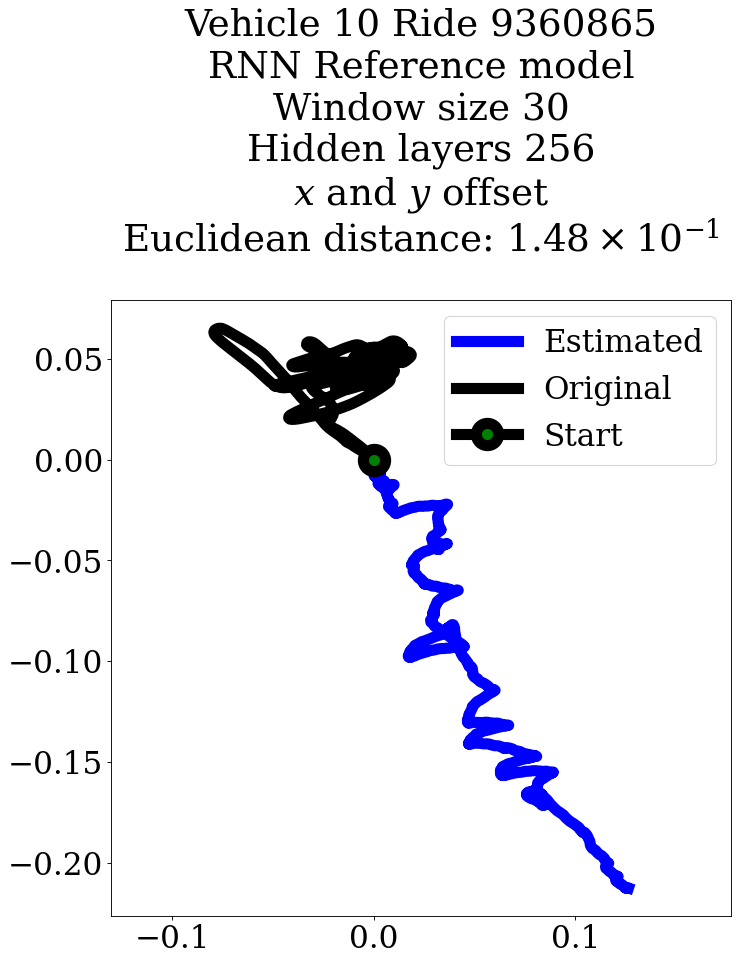 Vehicle 10 Ride 9360865
RNN Reference model
Window size 30
Hidden layers 256
x and y offset
Euclidean distance: 1.48 × 10⁻¹
Estimated
Original
Start
0.05
0.00
−0.05
−0.10
−0.15
−0.20
−0.1 0.0 0.1